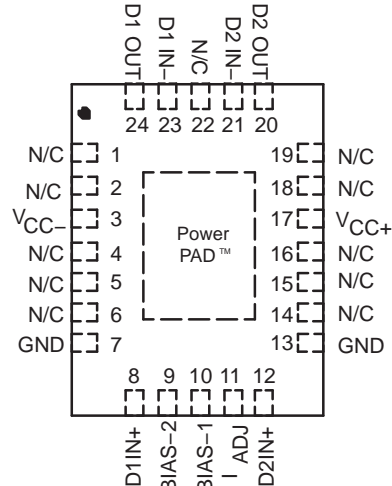 D1 OUT
D1 IN−
N/C
D2 IN−
D2 OUT
24 23 22 21 20
N/C 1
N/C 2
VCC− 3
N/C 4
N/C 5
N/C 6
GND 7
Power
PAD™
19 N/C
18 N/C
17 VCC+
16 N/C
15 N/C
14 N/C
13 GND
8 9 10 11 12
D1IN+
BIAS−2
BIAS−1
I ADJ
D2IN+